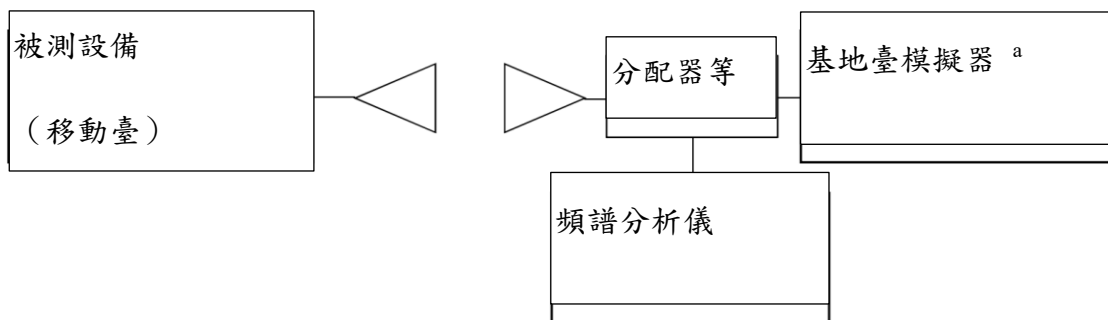 被測設備
（移動臺）
分配器等
基地臺模擬器 a
頻譜分析儀